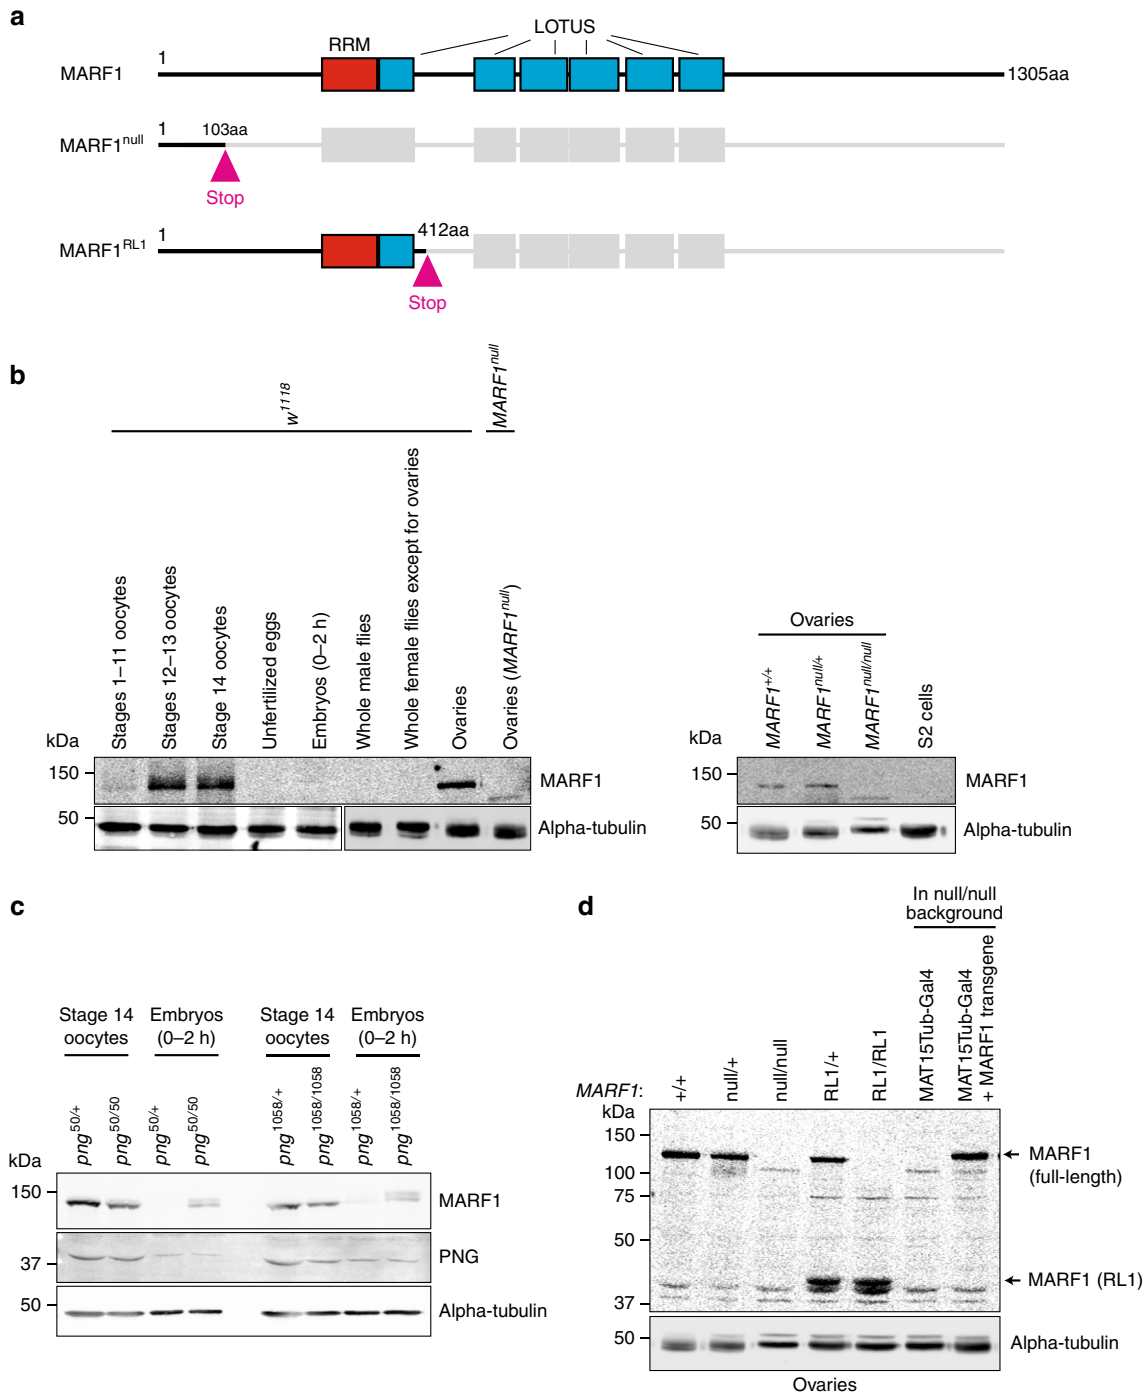 a
LOTUS
RRM
1
MARF1
1305aa
1
103aa
MARF1null
Stop
1
412aa
MARF1RL1
Stop
b
w1118
MARF1null
Stages 1–11 oocytes
Stages 12–13 oocytes
Stage 14 oocytes
Unfertilized eggs
Embryos (0–2 h)
Whole male flies
Whole female flies except for ovaries
Ovaries
Ovaries (MARF1null)
kDa
150
MARF1
50
Alpha-tubulin
Ovaries
MARF1+/+
MARF1null/+
MARF1null/null
S2 cells
kDa
150
MARF1
50
Alpha-tubulin
c
Stage 14 oocytes
Embryos (0–2 h)
Stage 14 oocytes
Embryos (0–2 h)
png50/+
png50/50
png50/+
png50/50
png1058/+
png1058/1058
png1058/+
png1058/1058
kDa
150
MARF1
37
PNG
50
Alpha-tubulin
d
In null/null background
MARF1:
+/+
null/+
null/null
RL1/+
RL1/RL1
MAT15Tub-Gal4
MAT15Tub-Gal4 + MARF1 transgene
kDa
150
100
75
50
37
MARF1 (full-length)
MARF1 (RL1)
50
Alpha-tubulin
Ovaries